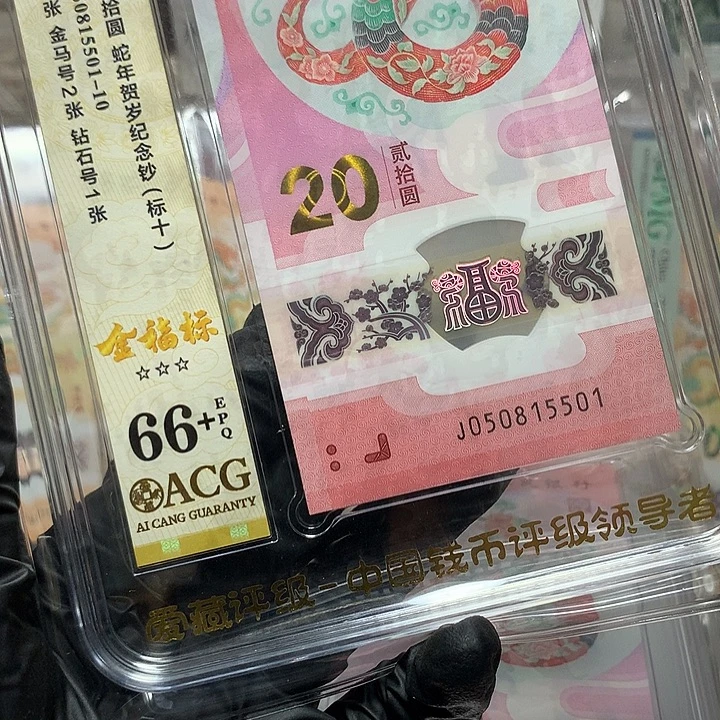 拾圆 蛇年贺岁纪念钞(标十)
0815501-10
张 金马号2张 钻石号1张
金福标
☆☆☆
66+
EPQ
ACG
AI CANG GUARANTY
20
贰拾圆
福
J050815501
爱藏评级-中国钱币评级领导者